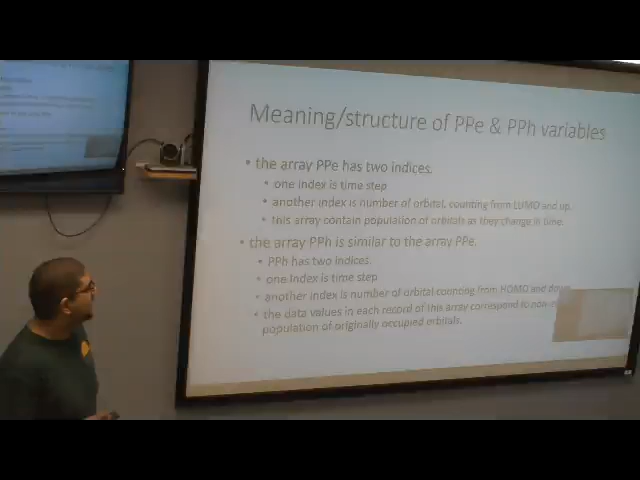 Meaning/structure of PPe & PPh variables
• the array PPe has two indices.
• one index is time step
• another index is number of orbital, counting from LUMO and up.
• this array contain population of orbitals as they change in time.
• the array PPh is similar to the array PPe.
• PPh has two indices.
• one index is time step
• another index is number of orbital counting from HOMO and down
• the data values in each record of this array correspond to
population of originally occupied orbitals.